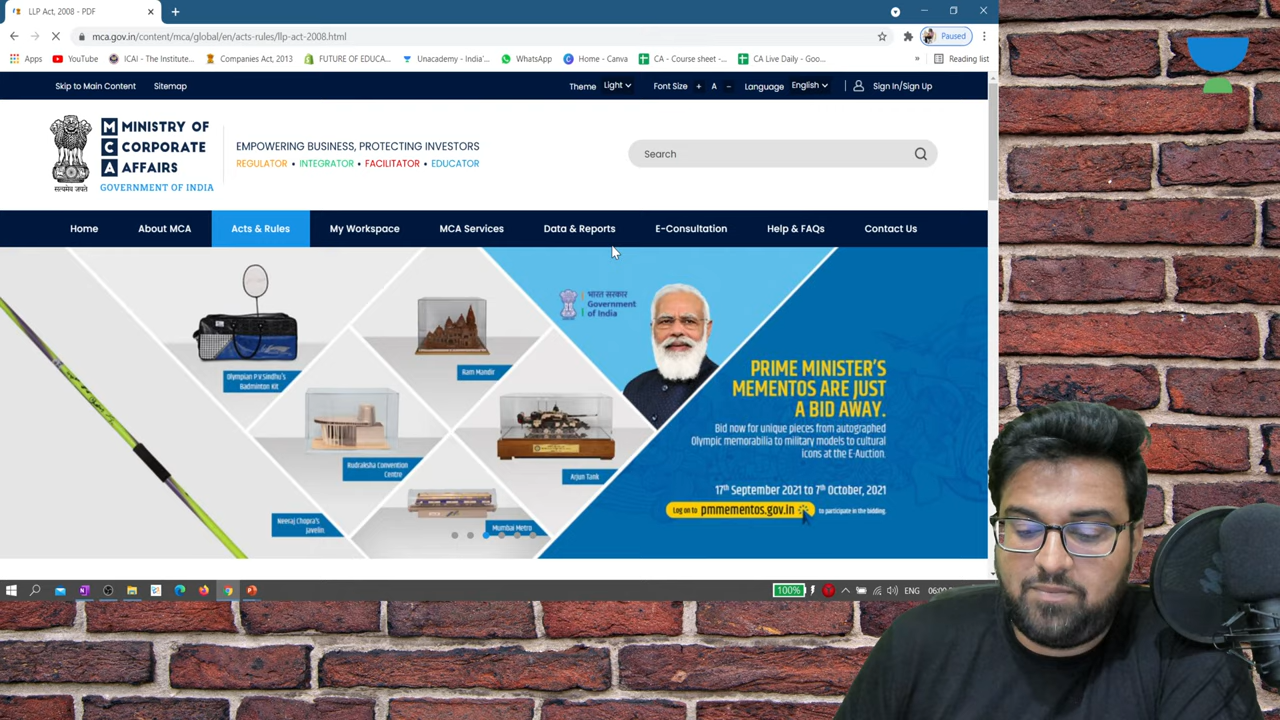 LLP Act, 2008 - PDF
mca.gov.in/content/mca/global/en/acts-rules/llp-act-2008.html
Paused
Apps YouTube ICAI - The Institute... Companies Act, 2013 FUTURE OF EDUCA... Unacademy - India'... WhatsApp Home - Canva CA - Course sheet -... CA Live Daily - Goo... » Reading list
Skip to Main Content Sitemap Theme Light Font Size + A - Language English Sign In/Sign Up
MINISTRY OF
CORPORATE
AFFAIRS
GOVERNMENT OF INDIA
सत्यमेव जयते
EMPOWERING BUSINESS, PROTECTING INVESTORS
REGULATOR • INTEGRATOR • FACILITATOR • EDUCATOR
Search
Home About MCA Acts & Rules My Workspace MCA Services Data & Reports E-Consultation Help & FAQs Contact Us
भारत सरकार
Government
of India
Olympian P.V.Sindhu's
Badminton Kit
Ram Mandir
Rudraksha Convention
Centre
Arjun Tank
Neeraj Chopra's
Javelin
Mumbai Metro
PRIME MINISTER'S
MEMENTOS ARE JUST
A BID AWAY.
Bid now for unique pieces from autographed
Olympic memorabilia to military models to cultural
icons at the E-Auction.
17th September 2021 to 7th October, 2021
Log on to pmmementos.gov.in to participate in the bidding.
100% ENG